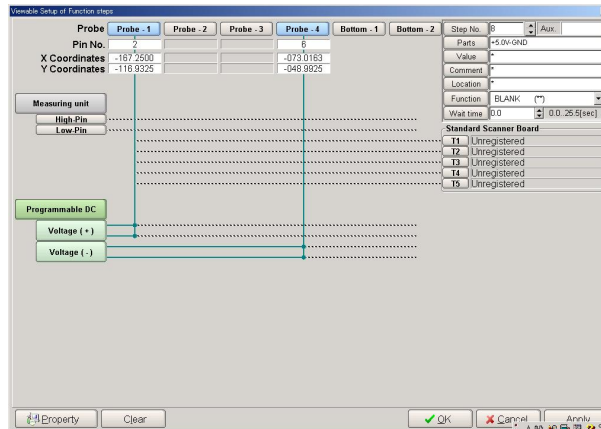 Viewable Setup of Function steps
Probe Probe - 1 Probe - 2 Probe - 3 Probe - 4 Bottom - 1 Bottom - 2
Pin No. 2 6
X Coordinates -167.2500 -073.0163
Y Coordinates -116.9325 -048.9925
Step No. 8 Aux.
Parts +5.0V-GND
Value *
Comment *
Location *
Function BLANK (**)
Wait time 0.0 0.0..25.5[sec]
Measuring unit
High-Pin
Low-Pin
Standard Scanner Board
T1 Unregistered
T2 Unregistered
T3 Unregistered
T4 Unregistered
T5 Unregistered
Programmable DC
Voltage ( + )
Voltage ( - )
Property Clear OK Cancel Apply